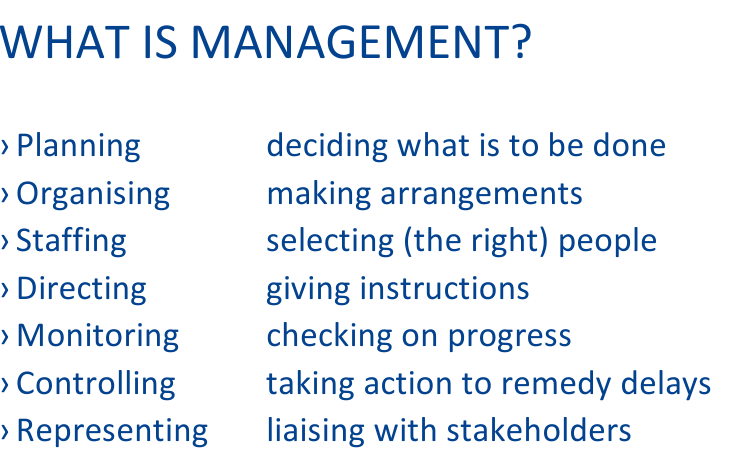 WHAT IS MANAGEMENT?
› Planning deciding what is to be done
› Organising making arrangements
› Staffing selecting (the right) people
› Directing giving instructions
› Monitoring checking on progress
› Controlling taking action to remedy delays
› Representing liaising with stakeholders